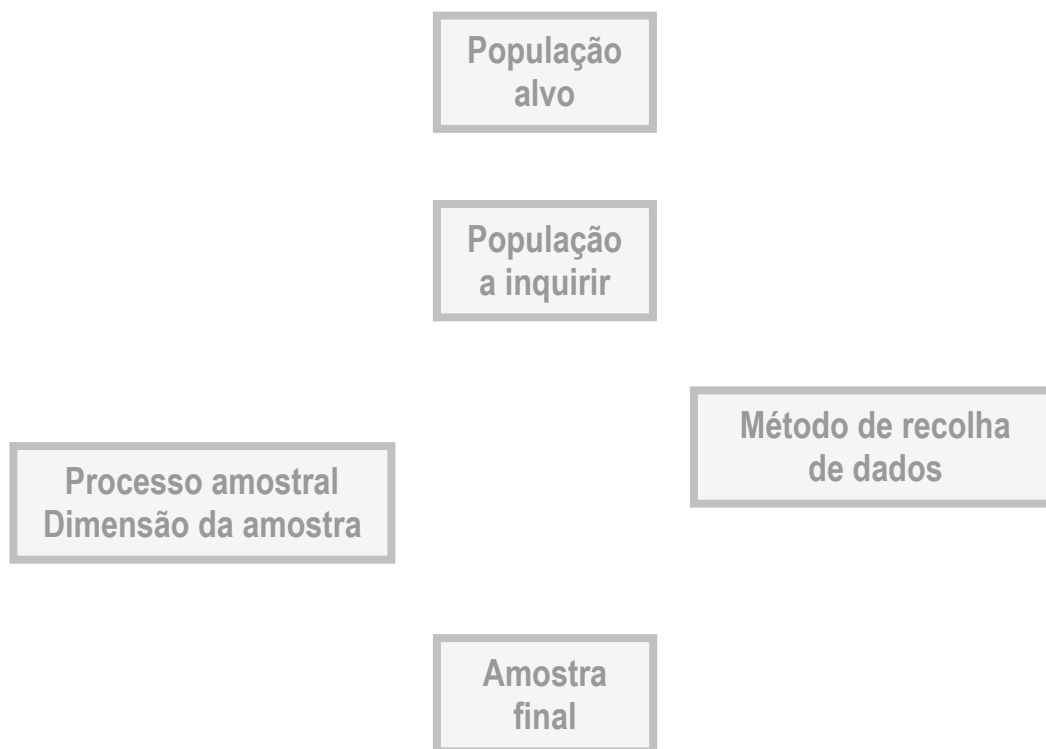 População
alvo
População
a inquirir
Método de recolha
de dados
Processo amostral
Dimensão da amostra
Amostra
final